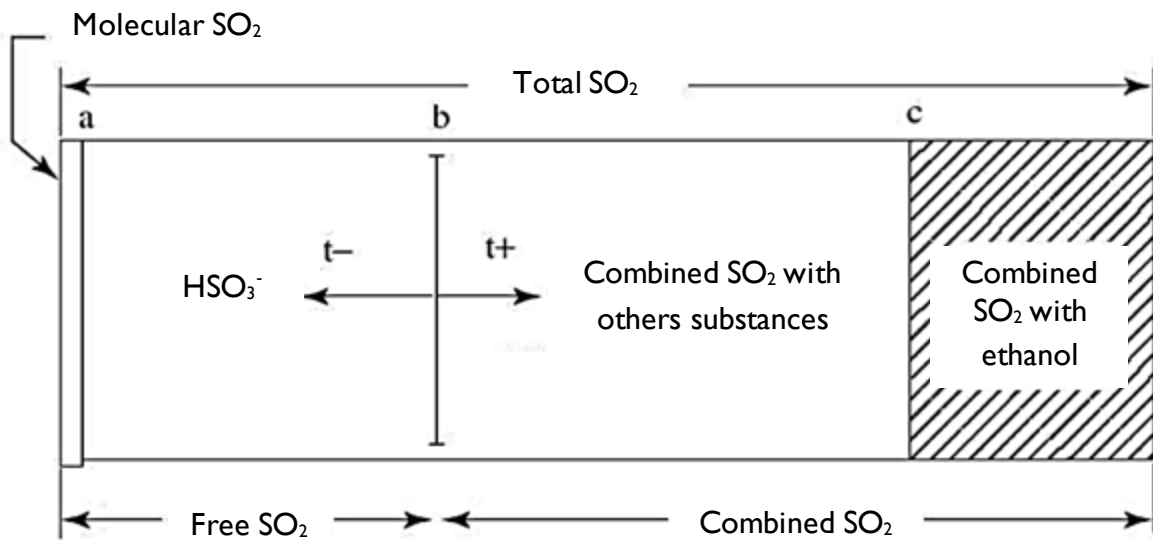 Molecular SO₂
Total SO₂
a
b
c
t–
t+
HSO₃⁻
Combined SO₂ with
others substances
Combined
SO₂ with
ethanol
Free SO₂
Combined SO₂